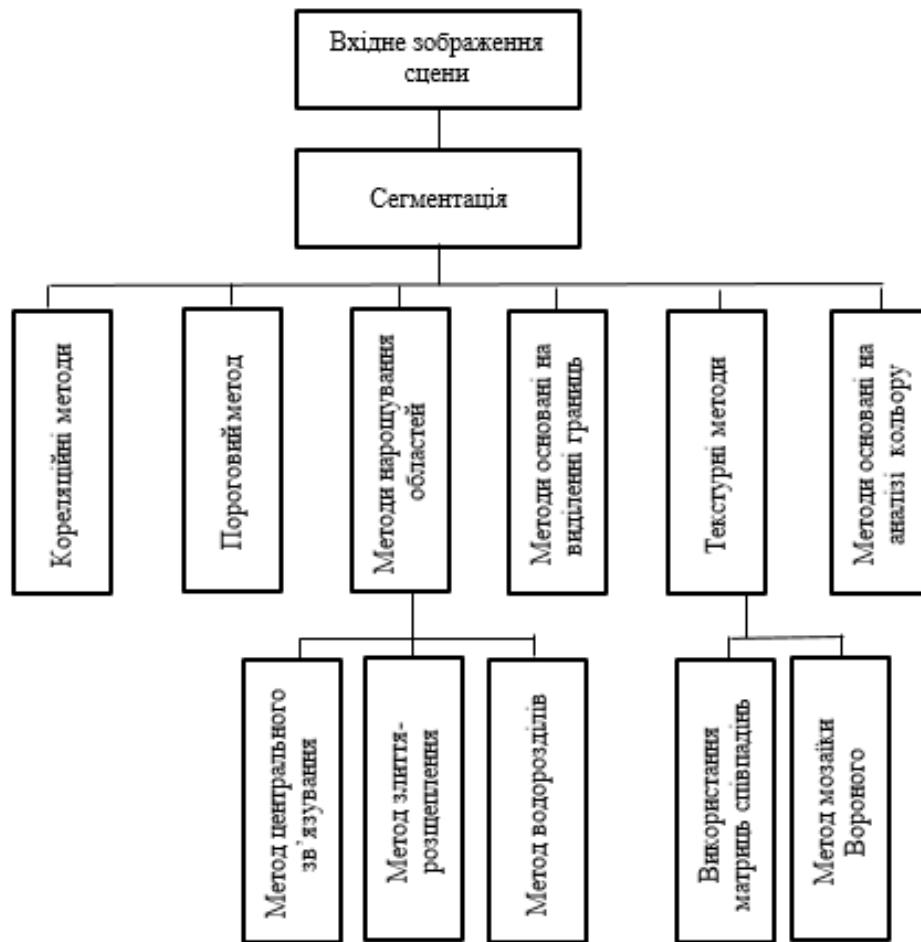 Вхідне зображення
сцени
Сегментація
Кореляційні методи
Пороговий метод
Методи нарощування
областей
Методи основані на
виділенні границь
Текстурні методи
Методи основані на
аналізі кольору
Метод центрального
зв’язування
Метод злиття-
розщеплення
Метод водорозділів
Використання
матриць співпадінь
Метод мозаїки
Вороного